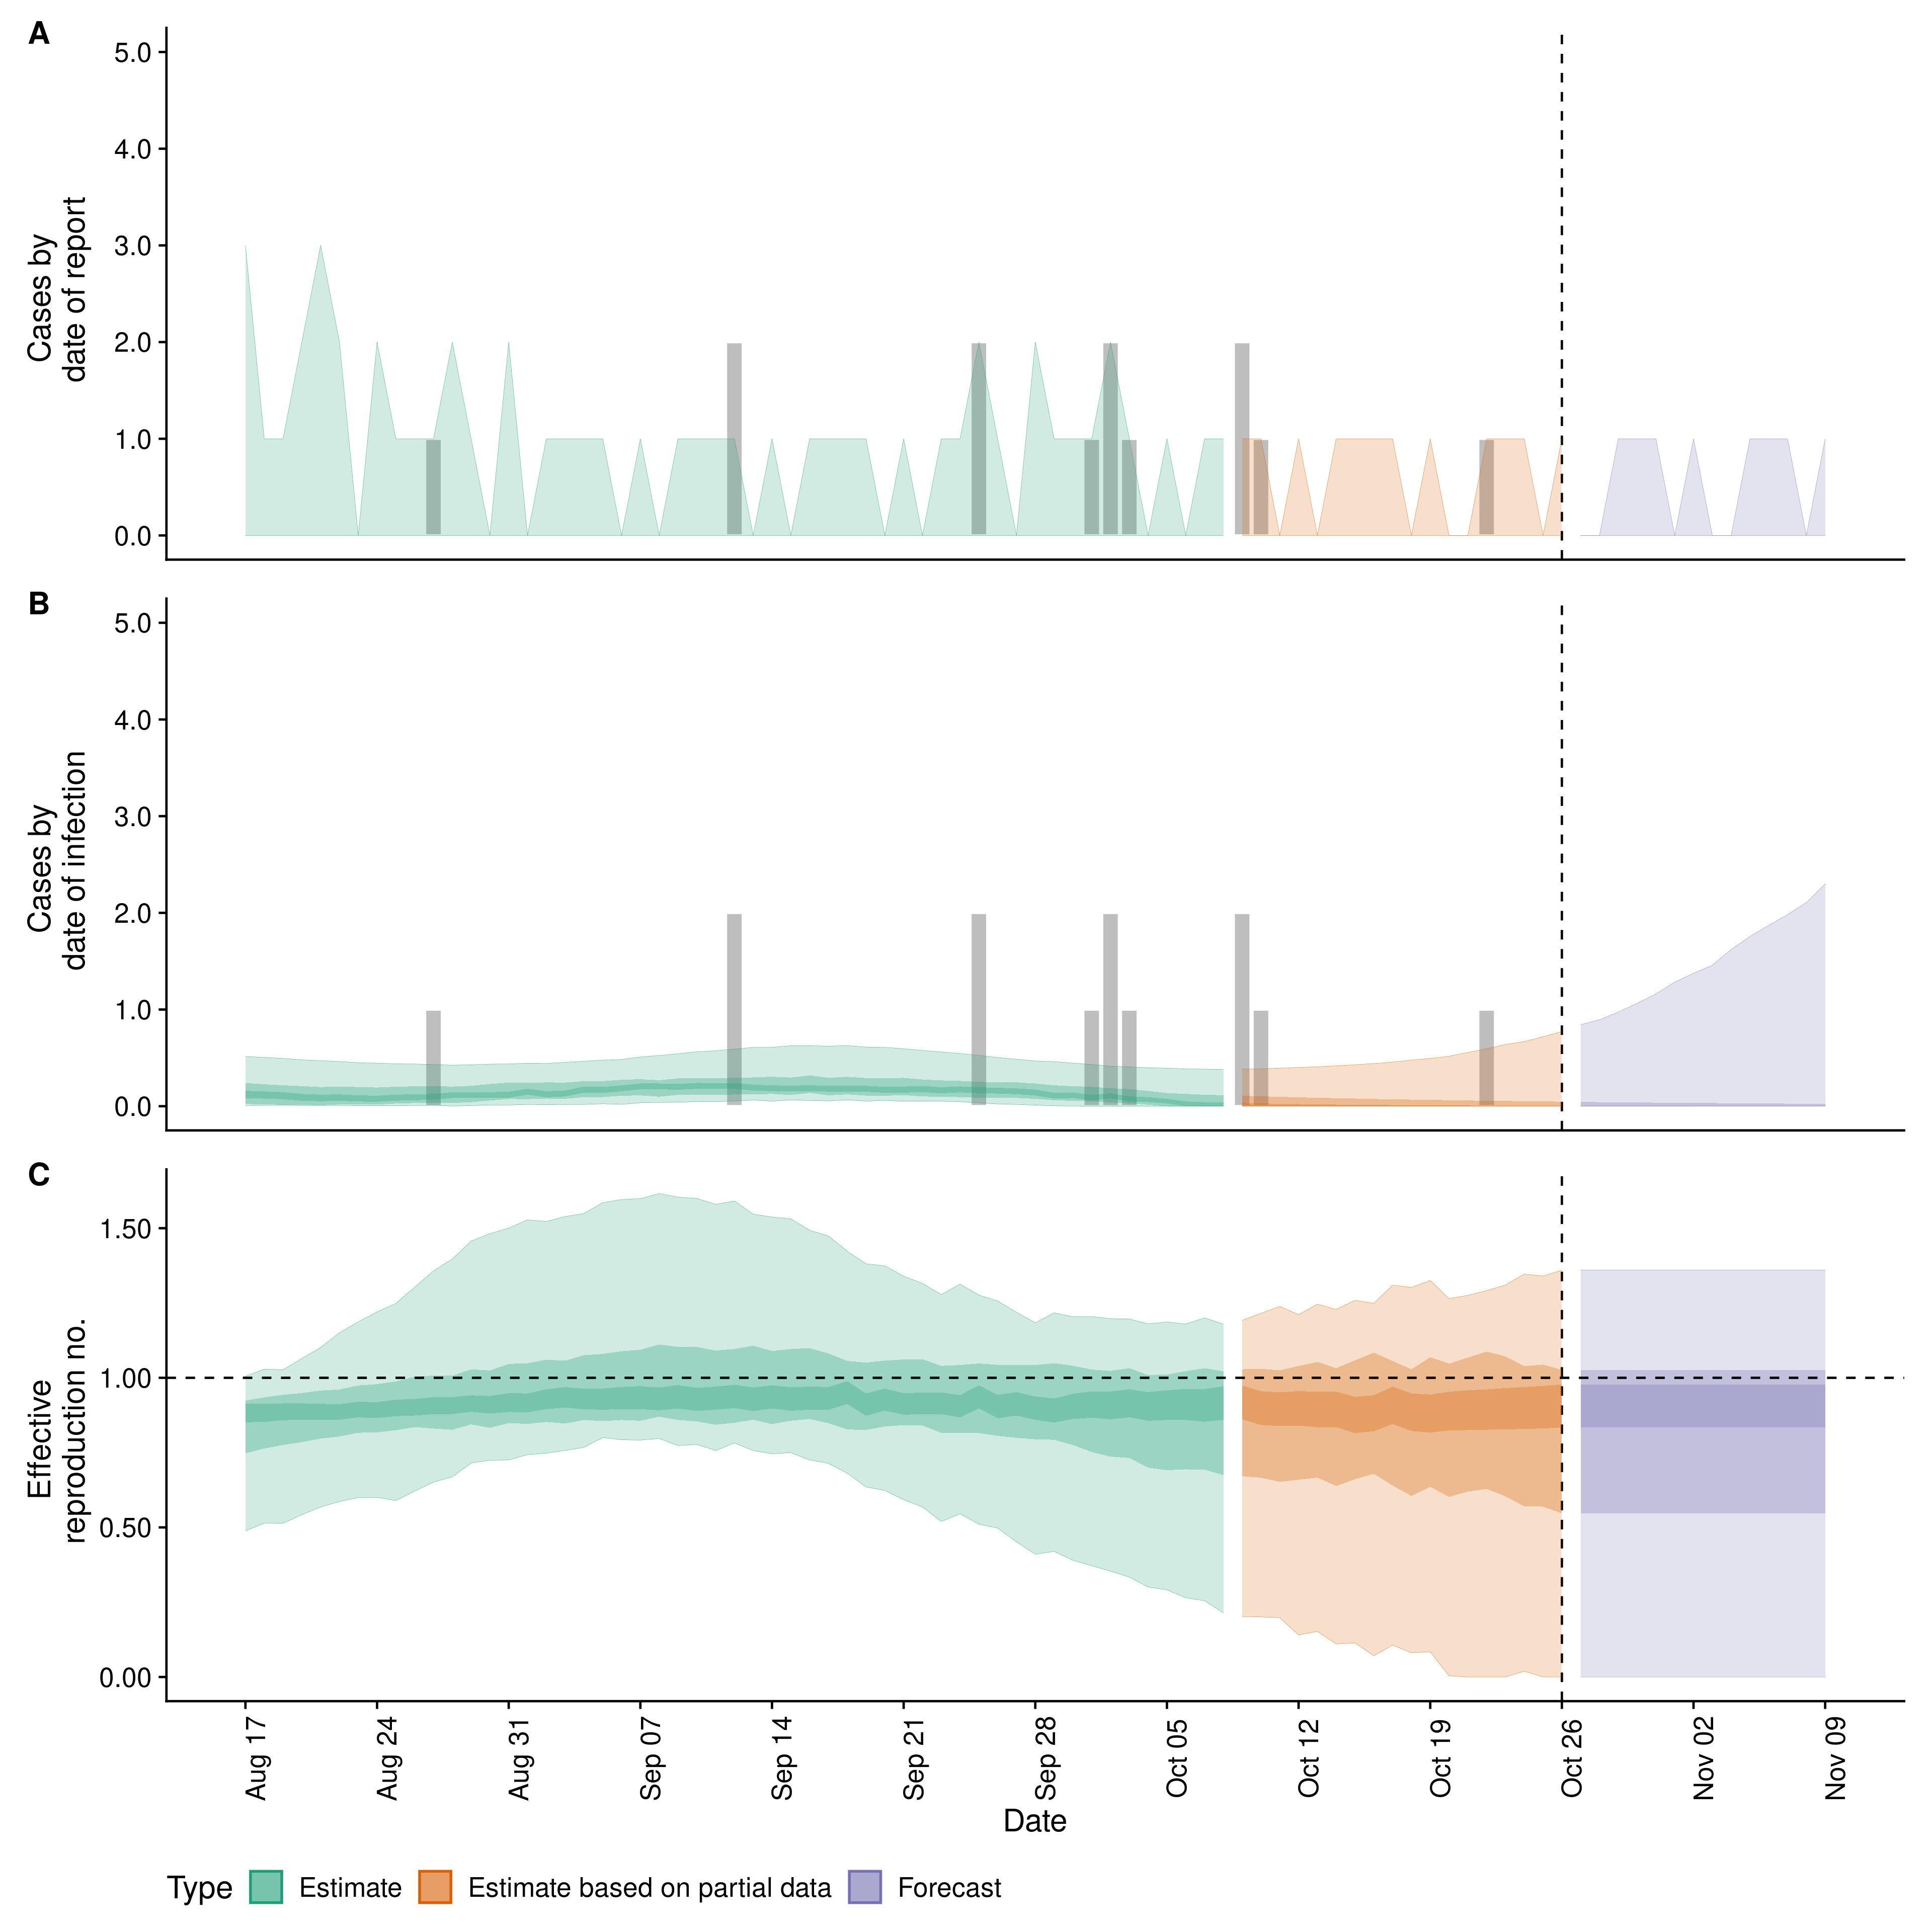 A
5.0
4.0
3.0
2.0
1.0
0.0
Cases by
date of report
B
5.0
4.0
3.0
2.0
1.0
0.0
Cases by
date of infection
C
1.50
1.00
0.50
0.00
Effective
reproduction no.
Aug 17
Aug 24
Aug 31
Sep 07
Sep 14
Sep 21
Sep 28
Oct 05
Oct 12
Oct 19
Oct 26
Nov 02
Nov 09
Date
Type
Estimate
Estimate based on partial data
Forecast